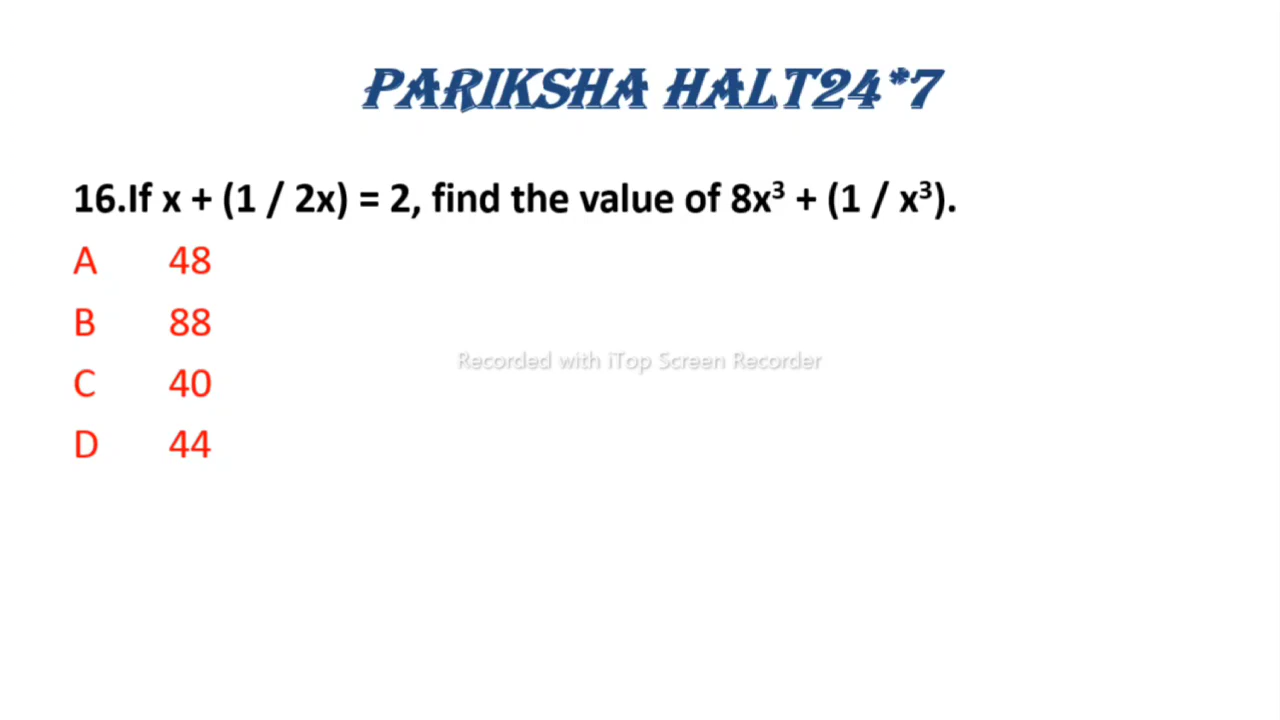 PARIKSHA HALT24*7
16.If x + (1 / 2x) = 2, find the value of 8x³ + (1 / x³).
A 48
B 88
Recorded with iTop Screen Recorder
C 40
D 44